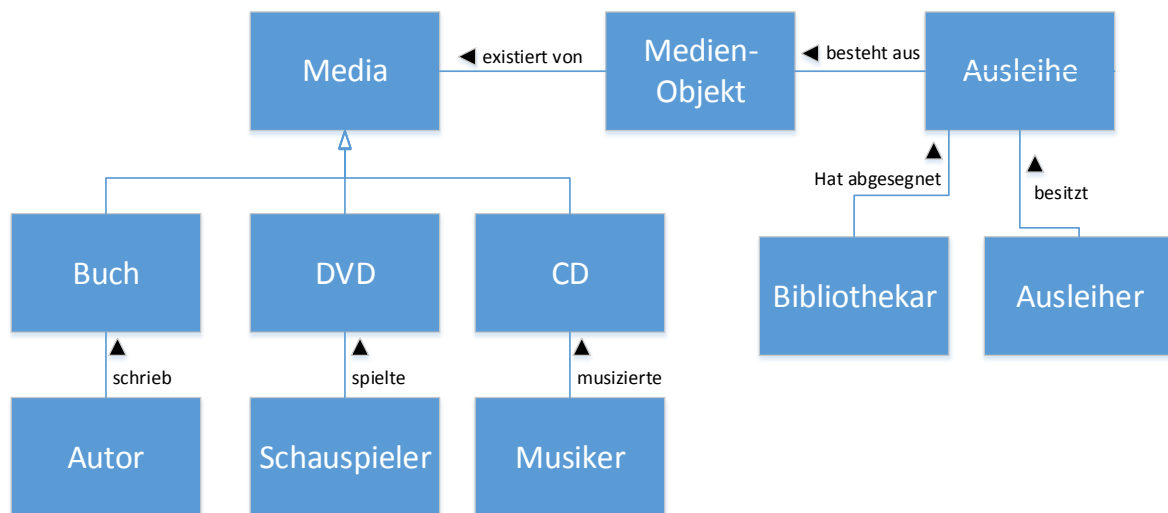 Media
existiert von
Medien-
Objekt
besteht aus
Ausleihe
Hat abgesegnet
besitzt
Buch
DVD
CD
Bibliothekar
Ausleiher
schrieb
spielte
musizierte
Autor
Schauspieler
Musiker